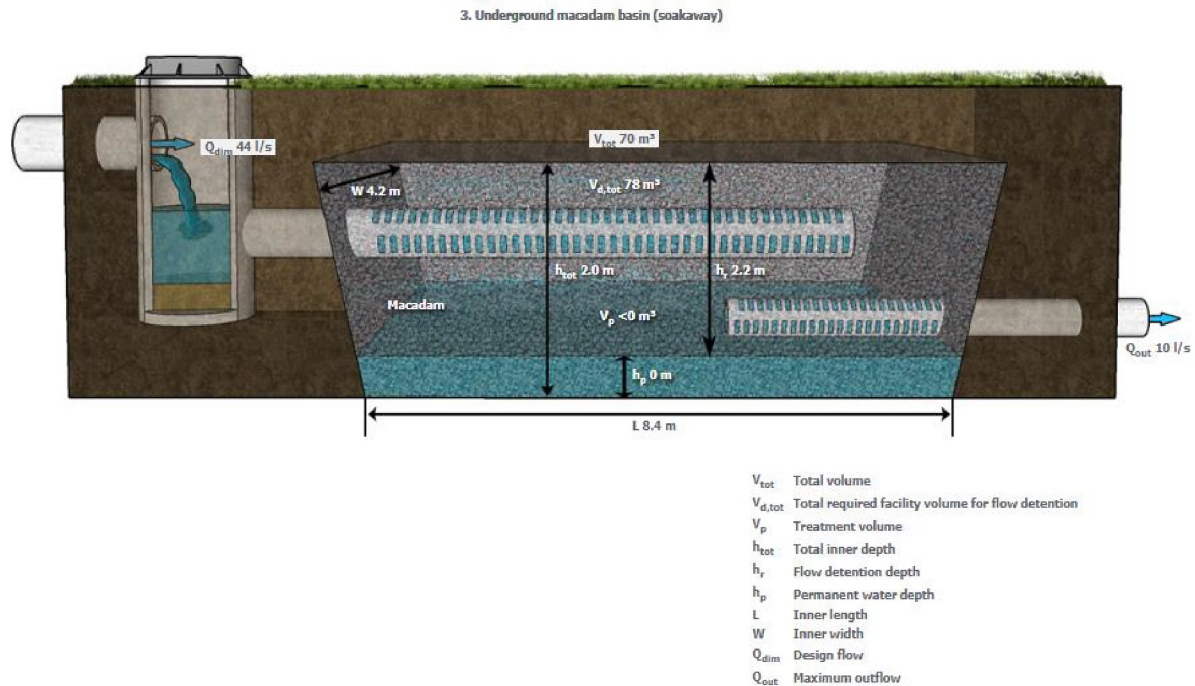 3. Underground macadam basin (soakaway)
V_tot 70 m³
Q_dim 44 l/s
W 4.2 m
V_d,tot 78 m³
h_tot 2.0 m
h_r 2.2 m
Macadam
V_p <0 m³
Q_out 10 l/s
h_p 0 m
L 8.4 m
V_tot Total volume
V_d,tot Total required facility volume for flow detention
V_p Treatment volume
h_tot Total inner depth
h_r Flow detention depth
h_p Permanent water depth
L Inner length
W Inner width
Q_dim Design flow
Q_out Maximum outflow